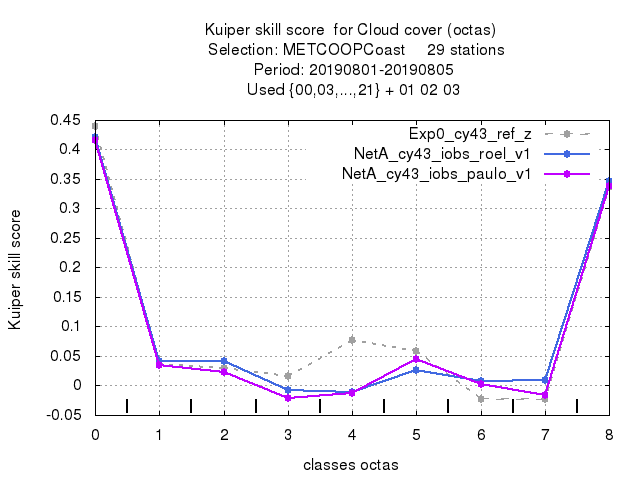 Kuiper skill score  for Cloud cover (octas)
Selection: METCOOPCoast     29 stations
Period: 20190801-20190805
Used {00,03,...,21} + 01 02 03
Exp0_cy43_ref_z
NetA_cy43_iobs_roel_v1
NetA_cy43_iobs_paulo_v1
Kuiper skill score
0.45
0.4
0.35
0.3
0.25
0.2
0.15
0.1
0.05
0
-0.05
0 1 2 3 4 5 6 7 8
classes octas